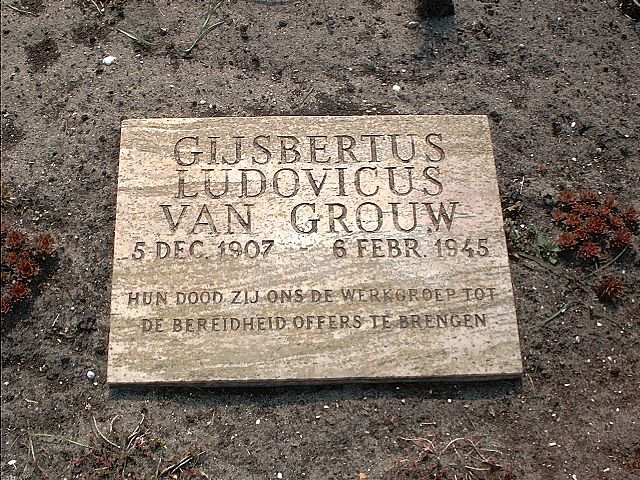 GIJSBERTUS
LUDOVICUS
VAN GROUW
5 DEC. 1907 - 6 FEBR. 1945
HUN DOOD ZIJ ONS DE WERKGROEP TOT
DE BEREIDHEID OFFERS TE BRENGEN